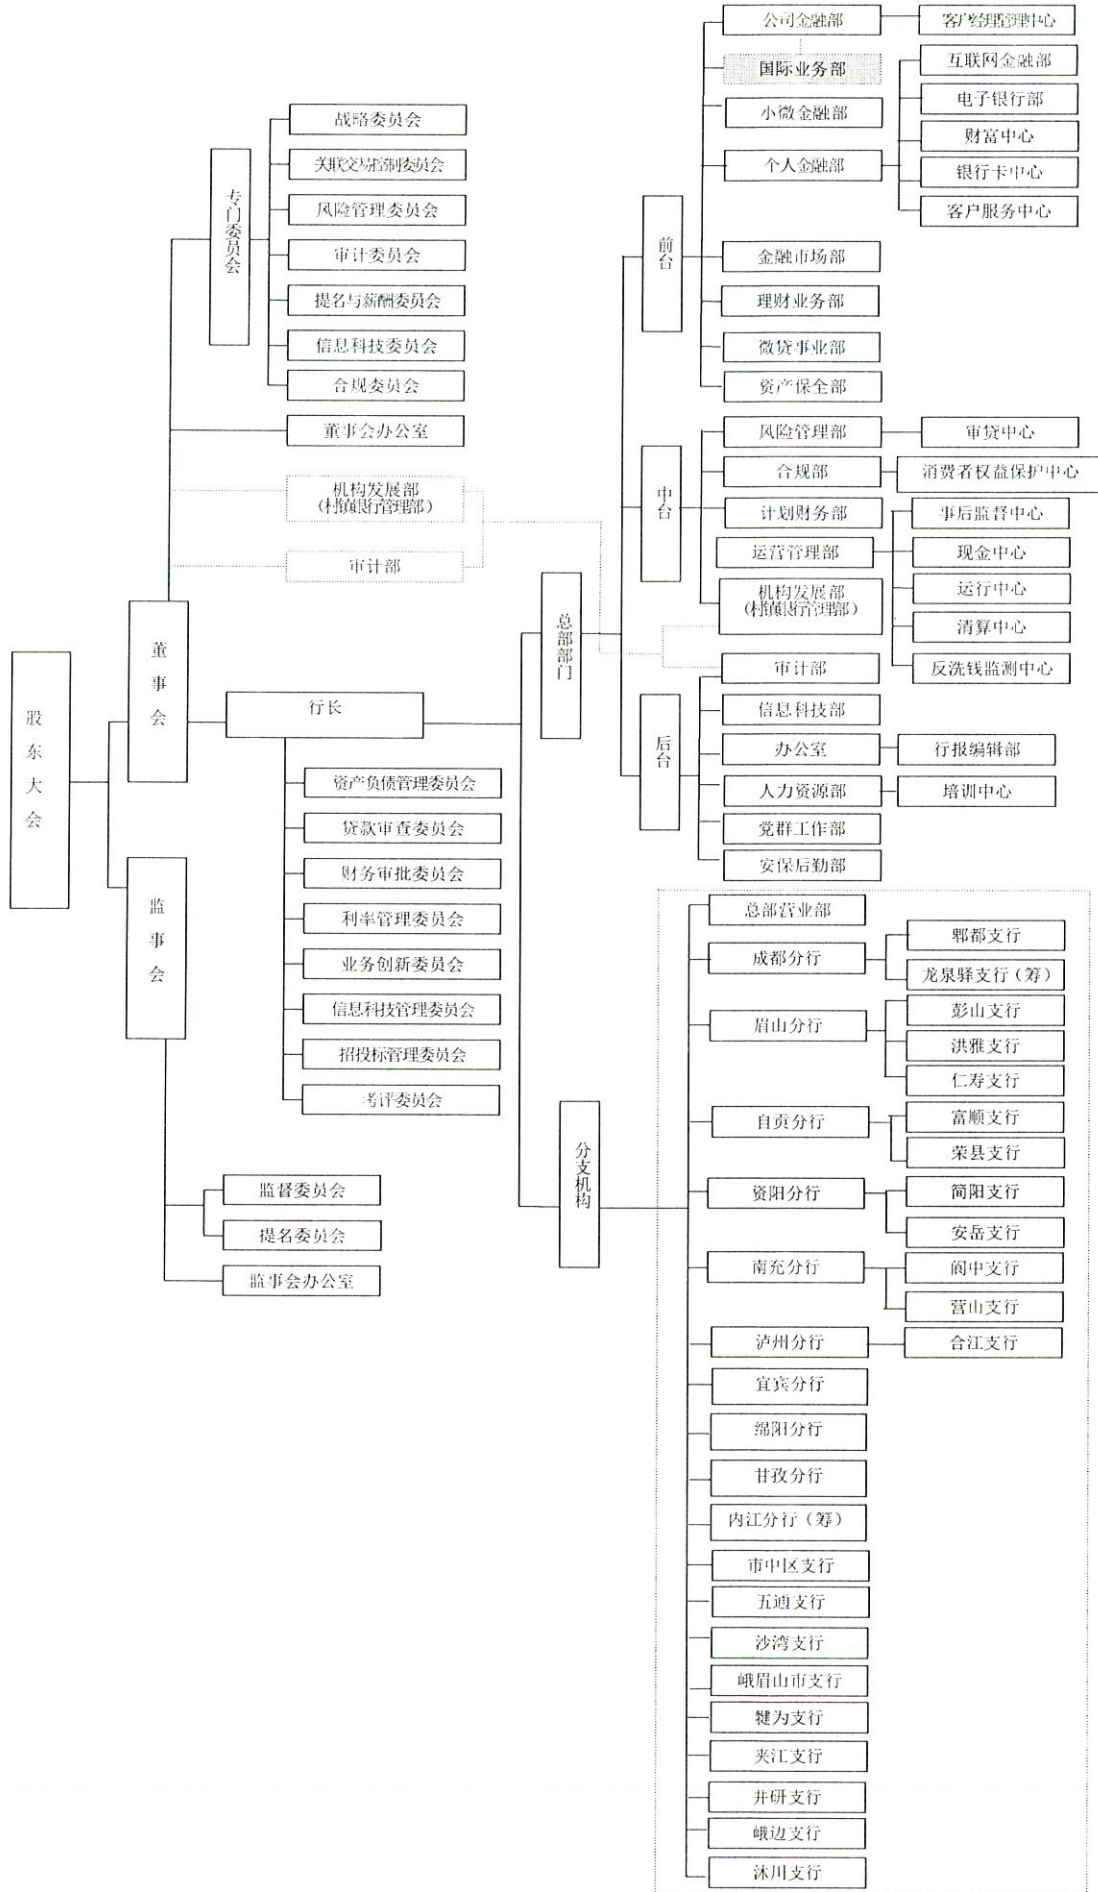 股东大会
董事会
监事会
专门委员会
战略委员会
关联交易控制委员会
风险管理委员会
审计委员会
提名与薪酬委员会
信息科技委员会
合规委员会
董事会办公室
机构发展部
(村镇银行管理部)
审计部
行长
资产负债管理委员会
贷款审查委员会
财务审批委员会
利率管理委员会
业务创新委员会
信息科技管理委员会
招投标管理委员会
考评委员会
监督委员会
提名委员会
监事会办公室
总部部门
前台
公司金融部
客户经理管理中心
国际业务部
小微金融部
个人金融部
互联网金融部
电子银行部
财富中心
银行卡中心
客户服务中心
金融市场部
理财业务部
微贷事业部
资产保全部
中台
风险管理部
审贷中心
合规部
消费者权益保护中心
计划财务部
运营管理部
事后监督中心
现金中心
运行中心
清算中心
反洗钱监测中心
机构发展部
(村镇银行管理部)
后台
审计部
信息科技部
办公室
行报编辑部
人力资源部
培训中心
党群工作部
安保后勤部
分支机构
总部营业部
成都分行
郫都支行
龙泉驿支行（筹）
眉山分行
彭山支行
洪雅支行
仁寿支行
自贡分行
富顺支行
荣县支行
资阳分行
简阳支行
安岳支行
南充分行
阆中支行
营山支行
泸州分行
合江支行
宜宾分行
绵阳分行
甘孜分行
内江分行（筹）
市中区支行
五通支行
沙湾支行
峨眉山市支行
犍为支行
夹江支行
井研支行
峨边支行
沐川支行